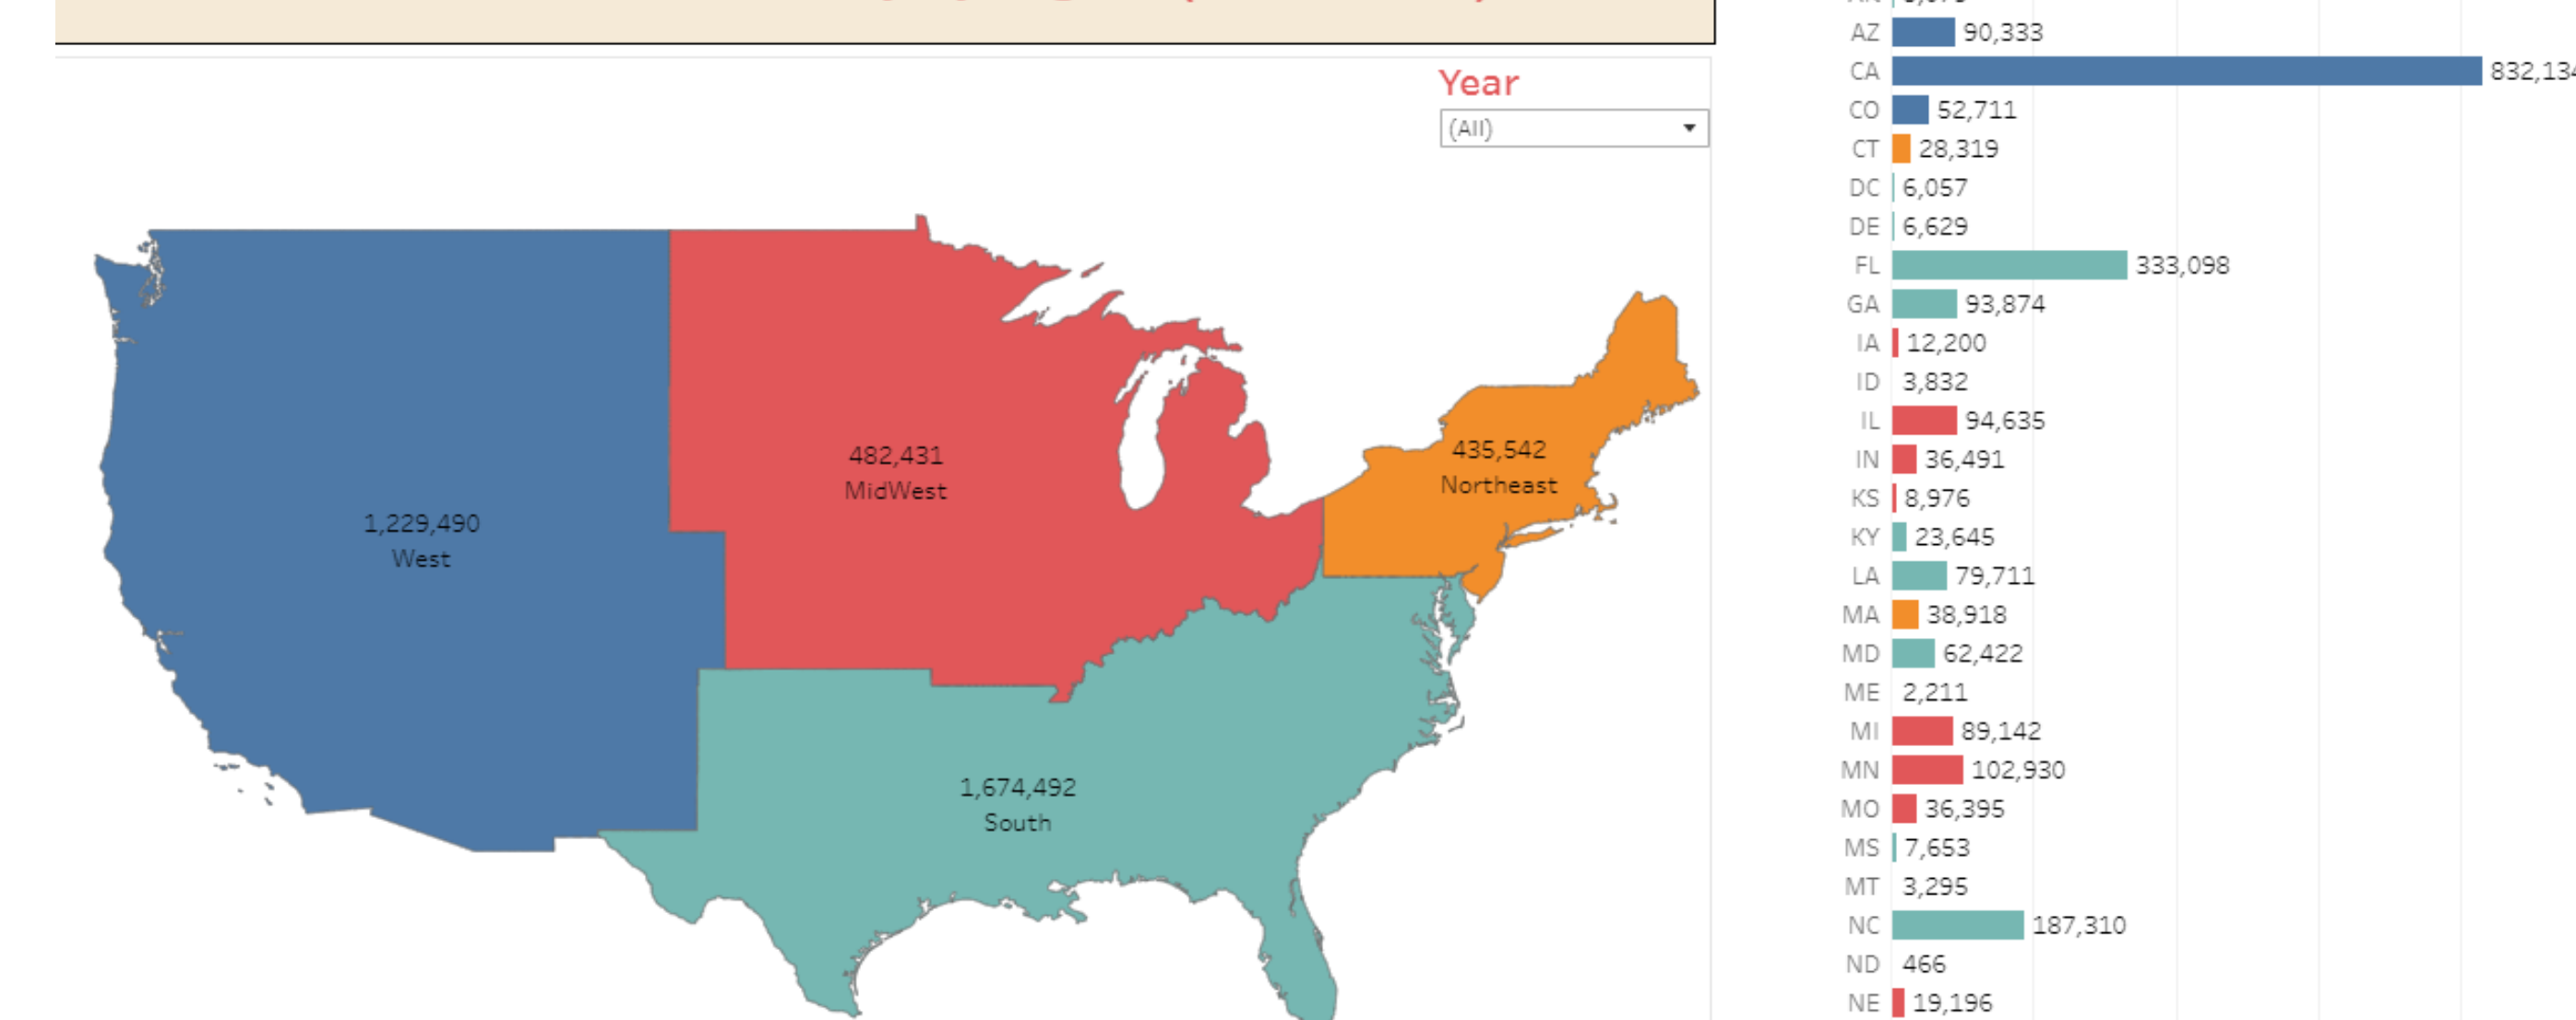 Year
(All)
482,431
MidWest
435,542
Northeast
1,229,490
West
1,674,492
South
AZ 90,333
CA 832,134
CO 52,711
CT 28,319
DC 6,057
DE 6,629
FL 333,098
GA 93,874
IA 12,200
ID 3,832
IL 94,635
IN 36,491
KS 8,976
KY 23,645
LA 79,711
MA 38,918
MD 62,422
ME 2,211
MI 89,142
MN 102,930
MO 36,395
MS 7,653
MT 3,295
NC 187,310
ND 466
NE 19,196